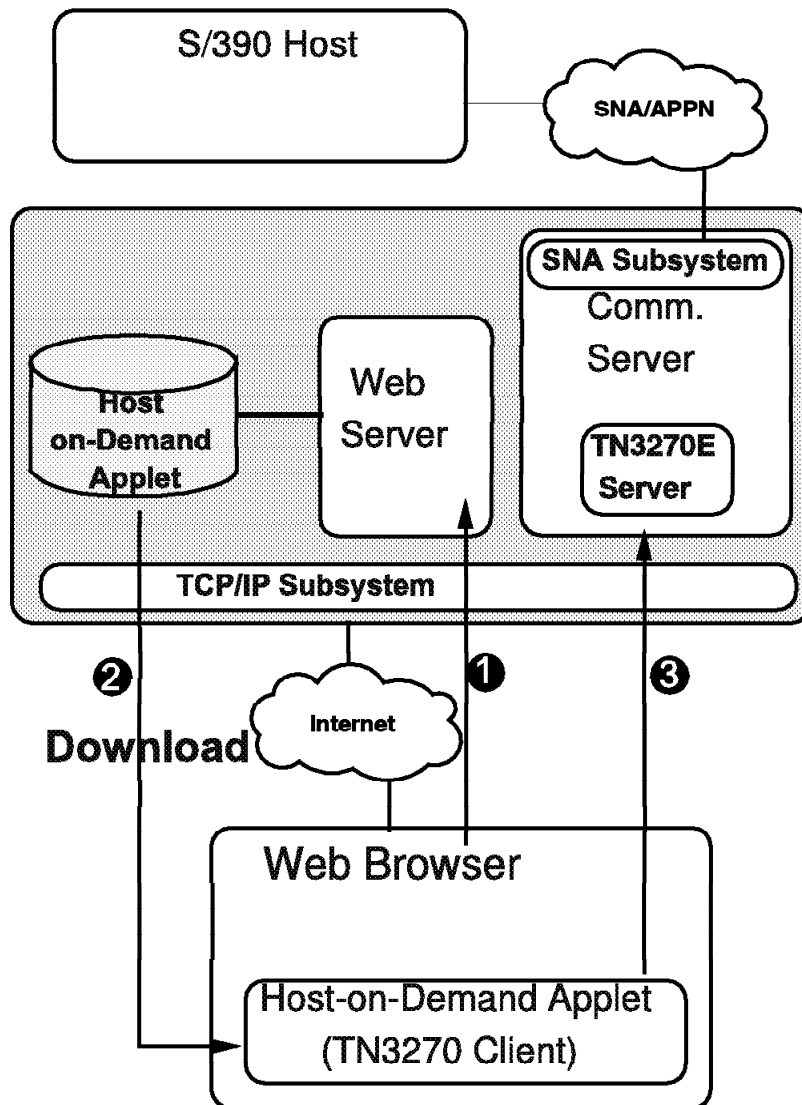 S/390 Host
SNA/APPN
SNA Subsystem
Comm.
Server
TN3270E
Server
Web
Server
Host
on-Demand
Applet
TCP/IP Subsystem
2
1
3
Internet
Download
Web Browser
Host-on-Demand Applet
(TN3270 Client)